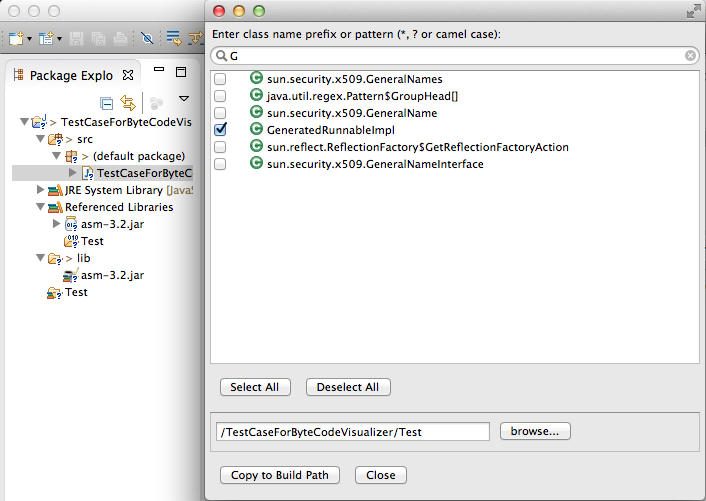 Package Explo
> TestCaseForByteCodeVis
> src
> (default package)
TestCaseForByteC
JRE System Library [JavaS
Referenced Libraries
asm-3.2.jar
Test
> lib
asm-3.2.jar
Test
Enter class name prefix or pattern (*, ? or camel case):
G
sun.security.x509.GeneralNames
java.util.regex.Pattern$GroupHead[]
sun.security.x509.GeneralName
GeneratedRunnableImpl
sun.reflect.ReflectionFactory$GetReflectionFactoryAction
sun.security.x509.GeneralNameInterface
Select All
Deselect All
/TestCaseForByteCodeVisualizer/Test
browse...
Copy to Build Path
Close